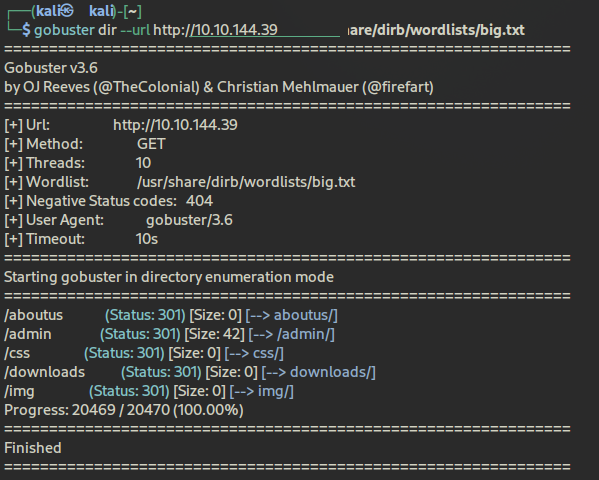 ┌──(kali㉿ kali)-[~]
└─$ gobuster dir --url http://10.10.144.39 are/dirb/wordlists/big.txt
===============================================================
Gobuster v3.6
by OJ Reeves (@TheColonial) & Christian Mehlmauer (@firefart)
===============================================================
[+] Url: http://10.10.144.39
[+] Method: GET
[+] Threads: 10
[+] Wordlist: /usr/share/dirb/wordlists/big.txt
[+] Negative Status codes: 404
[+] User Agent: gobuster/3.6
[+] Timeout: 10s
===============================================================
Starting gobuster in directory enumeration mode
===============================================================
/aboutus (Status: 301) [Size: 0] [--> aboutus/]
/admin (Status: 301) [Size: 42] [--> /admin/]
/css (Status: 301) [Size: 0] [--> css/]
/downloads (Status: 301) [Size: 0] [--> downloads/]
/img (Status: 301) [Size: 0] [--> img/]
Progress: 20469 / 20470 (100.00%)
===============================================================
Finished
===============================================================